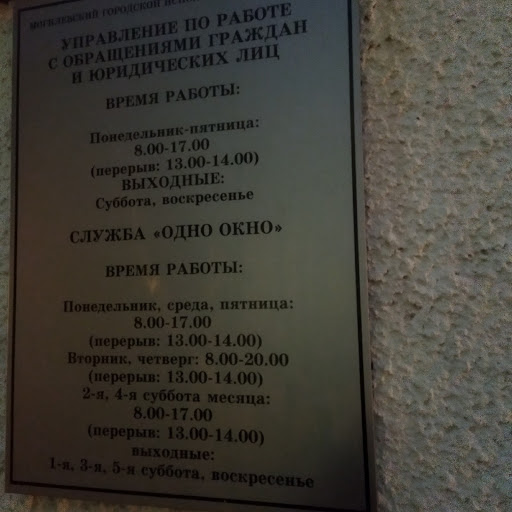 МОГИЛЕВСКИЙ ГОРОДСКОЙ
УПРАВЛЕНИЕ ПО РАБОТЕ
С ОБРАЩЕНИЯМИ ГРАЖДАН
И ЮРИДИЧЕСКИХ ЛИЦ
ВРЕМЯ РАБОТЫ:
Понедельник-пятница:
8.00-17.00
(перерыв: 13.00-14.00)
ВЫХОДНЫЕ:
Суббота, воскресенье
СЛУЖБА «ОДНО ОКНО»
ВРЕМЯ РАБОТЫ:
Понедельник, среда, пятница:
8.00-17.00
(перерыв: 13.00-14.00)
Вторник, четверг: 8.00-20.00
(перерыв: 13.00-14.00)
2-я, 4-я суббота месяца:
8.00-17.00
(перерыв: 13.00-14.00)
выходные:
1-я, 3-я, 5-я суббота, воскресенье